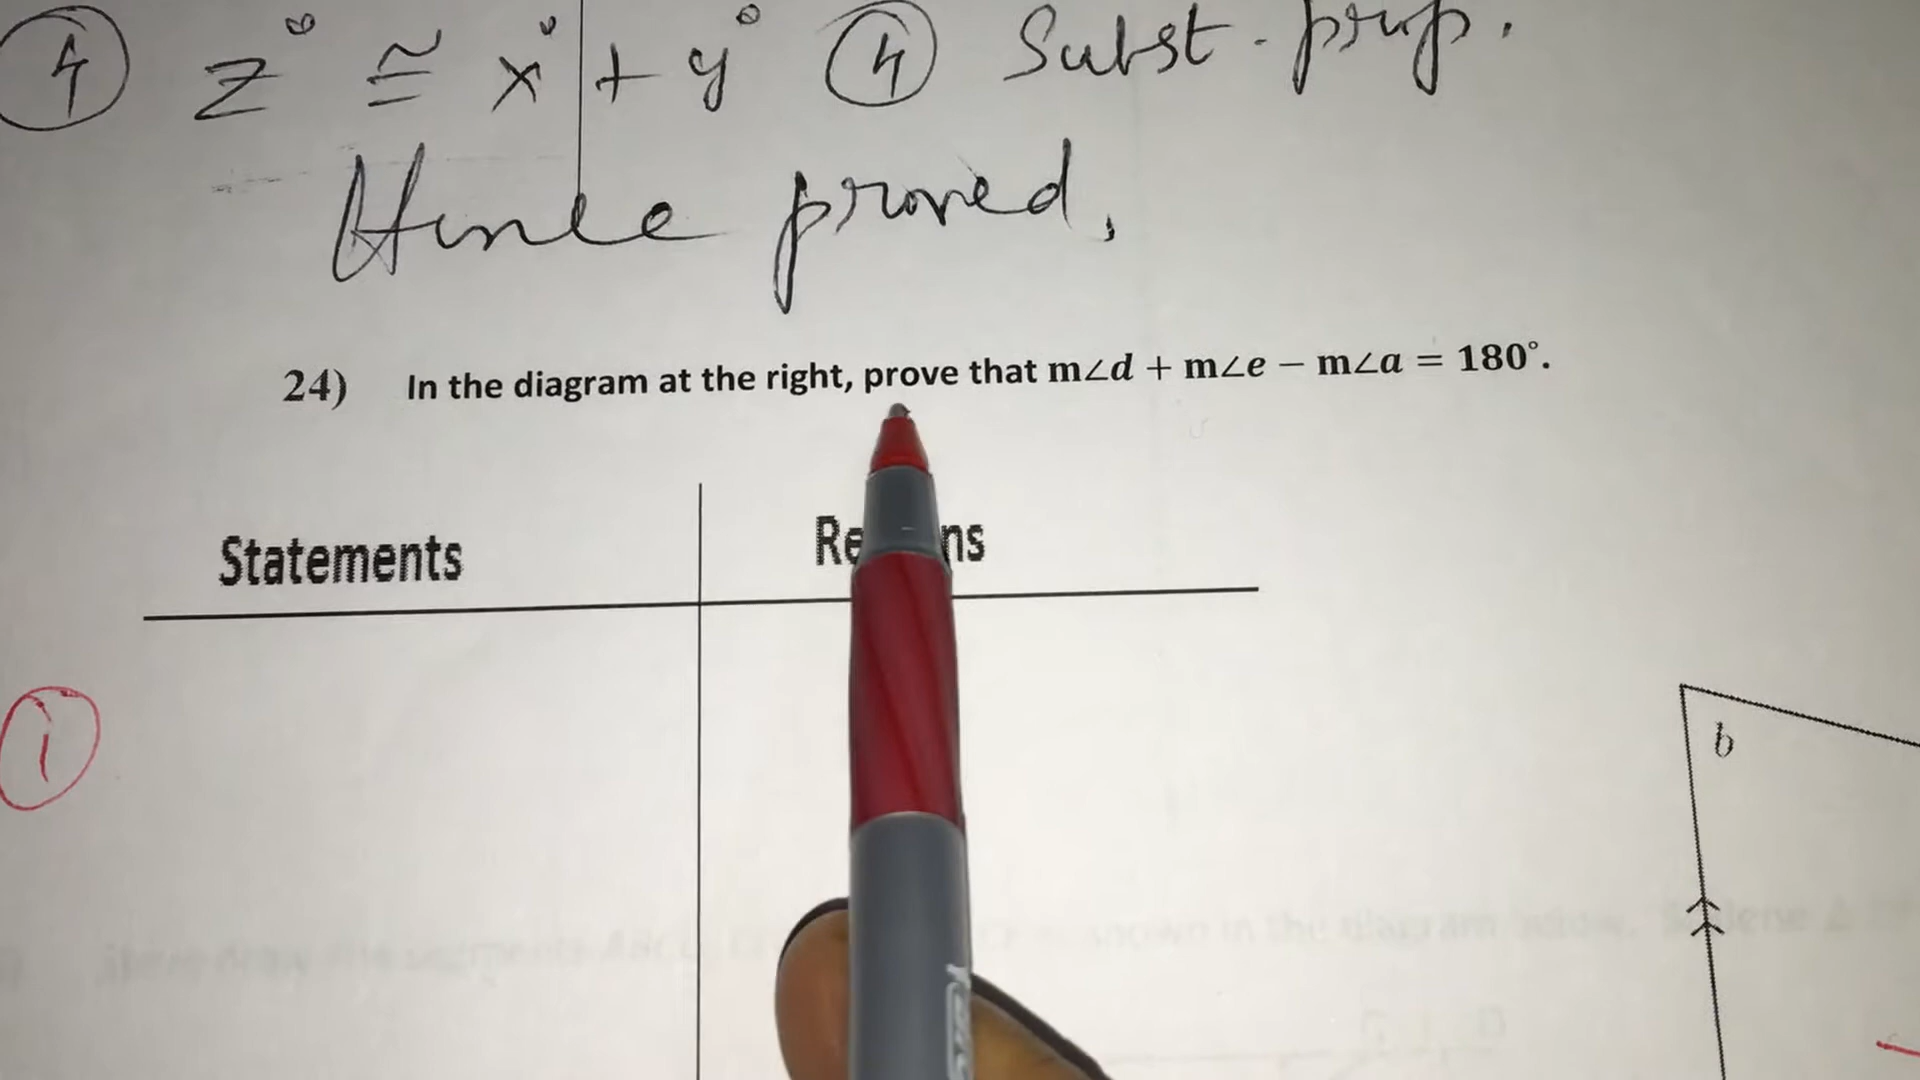 ④ z° ≅ x° + y° ④ Subst. prop.
Hence proved,
24) In the diagram at the right, prove that m∠d + m∠e − m∠a = 180°.
Statements
①
b